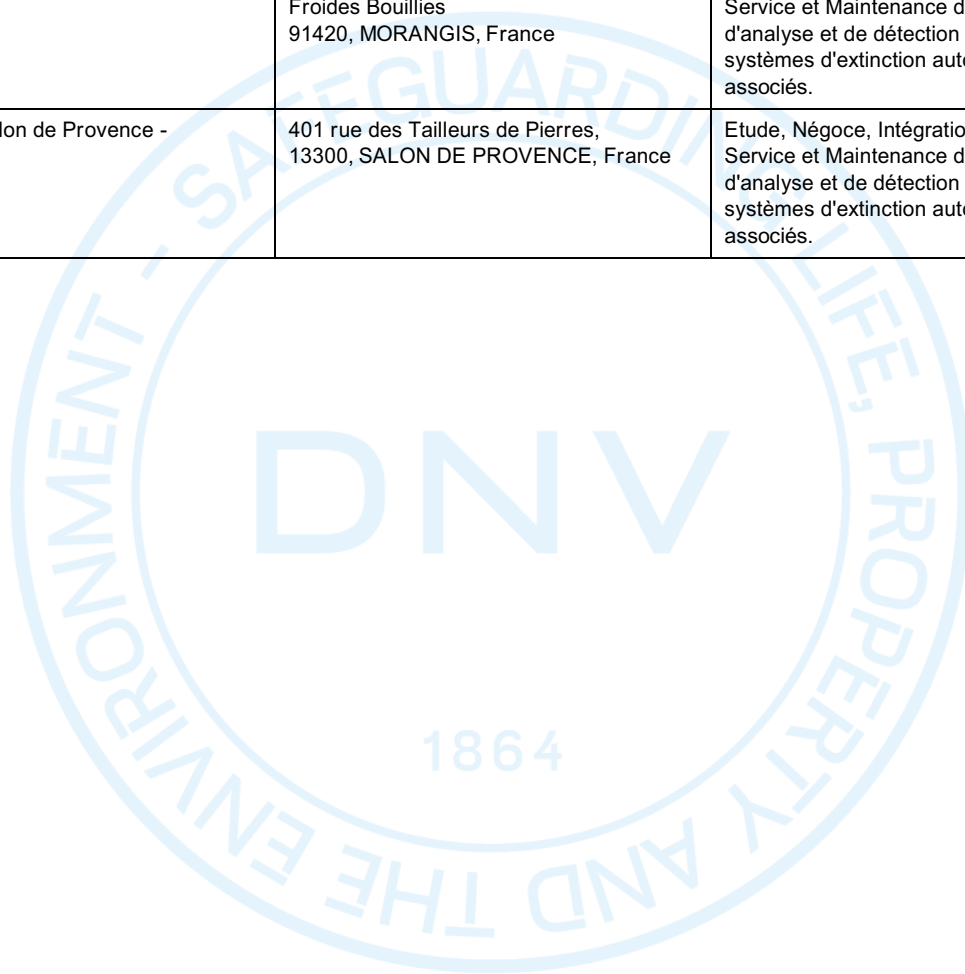 Froides Bouillies
91420, MORANGIS, France
Service et Maintenance d
d'analyse et de détection
systèmes d'extinction aut
associés.
lon de Provence -
401 rue des Tailleurs de Pierres,
13300, SALON DE PROVENCE, France
Etude, Négoce, Intégratio
Service et Maintenance d
d'analyse et de détection
systèmes d'extinction aut
associés.
SAFEGUARDING LIFE, PROPERTY AND THE ENVIRONMENT -
DNV
1864